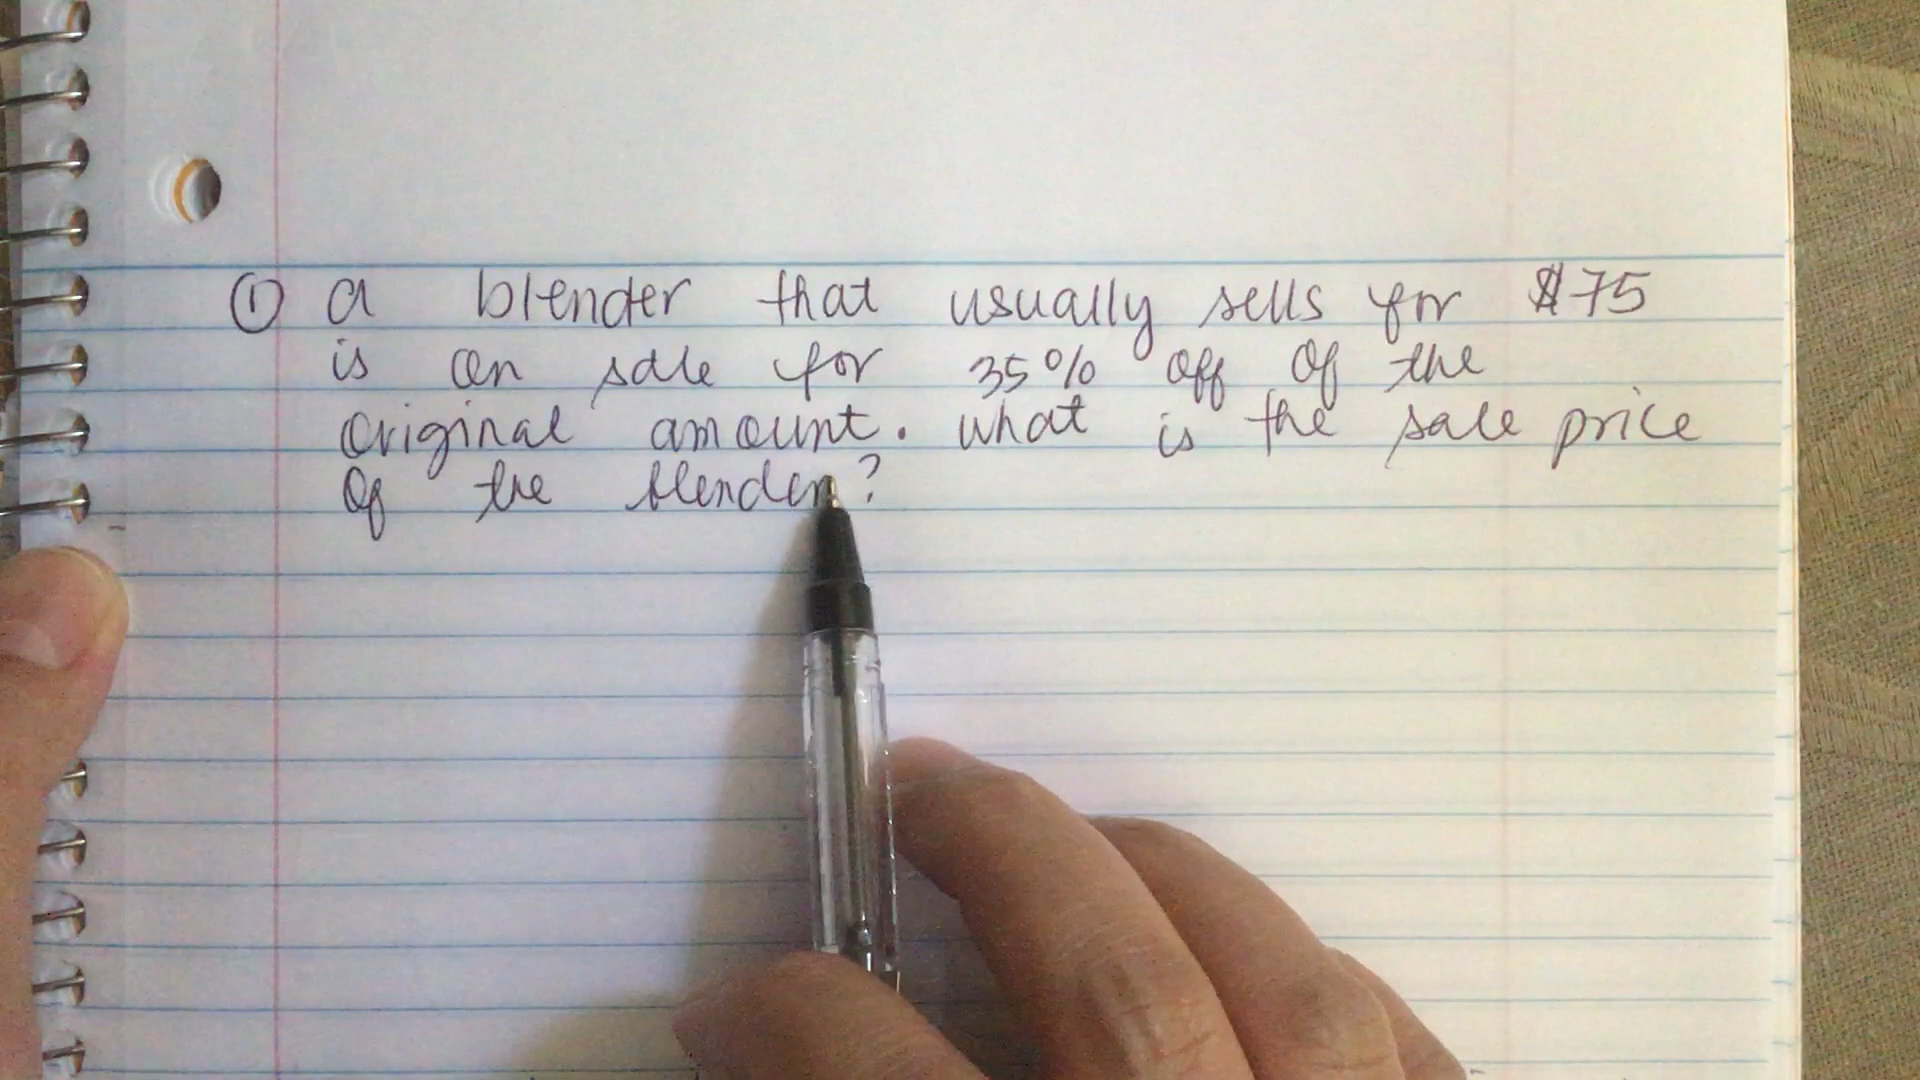 ① a blender that usually sells for $75
is on sale for 35% off of the
original amount. what is the sale price
of the blender?